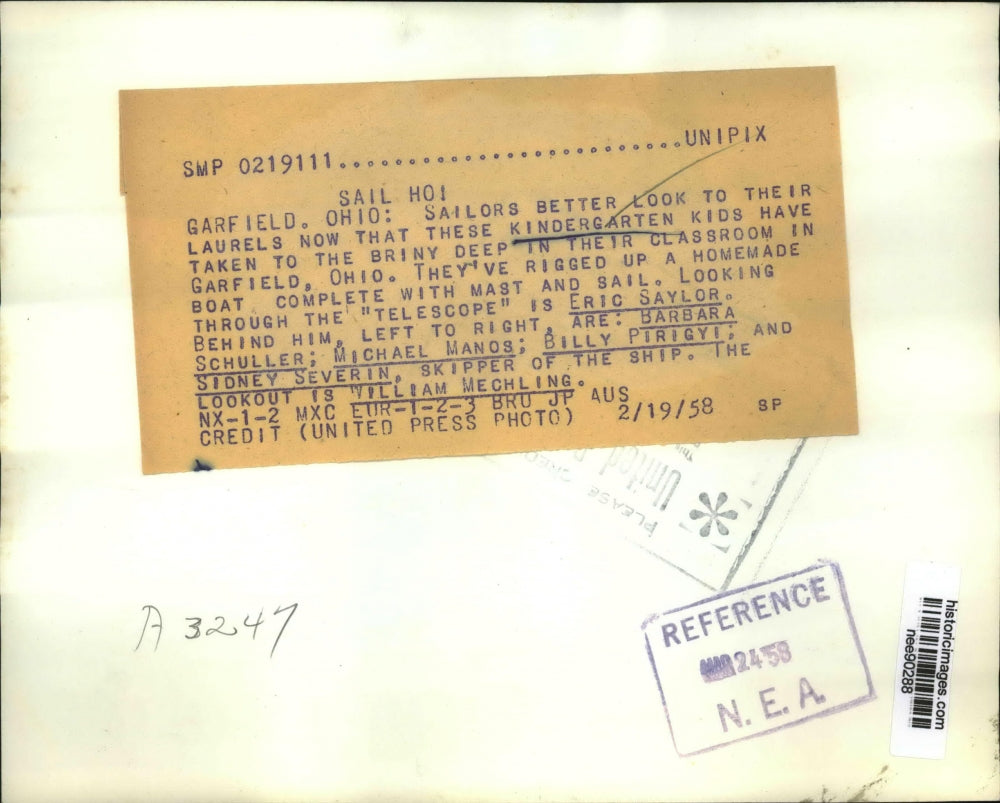 SMP 0219111..............................UNIPIX
SAIL HO!
GARFIELD, OHIO: SAILORS BETTER LOOK TO THEIR
LAURELS NOW THAT THESE KINDERGARTEN KIDS HAVE
TAKEN TO THE BRINY DEEP IN THEIR CLASSROOM IN
GARFIELD, OHIO. THEY'VE RIGGED UP A HOMEMADE
BOAT COMPLETE WITH MAST AND SAIL. LOOKING
THROUGH THE "TELESCOPE" IS ERIC SAYLOR.
BEHIND HIM, LEFT TO RIGHT, ARE: BARBARA
SCHULLER; MICHAEL MANOS; BILLY PIRIGYI; AND
SIDNEY SEVERIN, SKIPPER OF THE SHIP. THE
LOOKOUT IS WILLIAM MECHLING.
NX-1-2 MXC EUR-1-2-3 BRU JP AUS
CREDIT (UNITED PRESS PHOTO) 2/19/58 SP
PLEASE
United
A 3247
REFERENCE
MAR 24 '58
N. E. A.
historicimages.com
nee90288